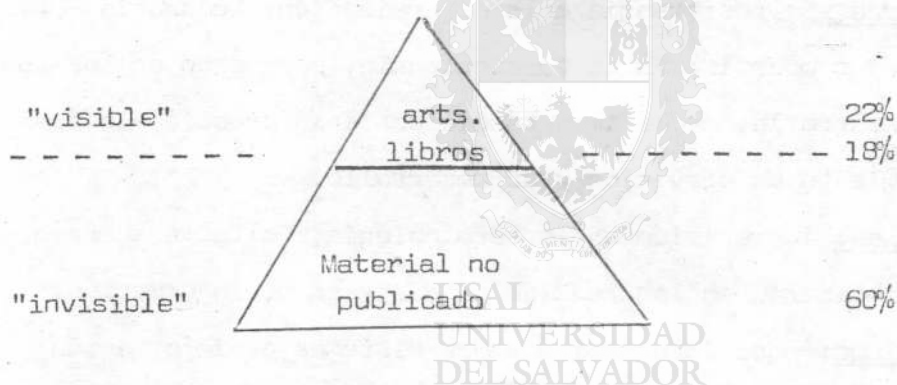 "visible" arts. 22%
libros 18%
Material no
"invisible" publicado 60%
USAL
UNIVERSIDAD
DEL SALVADOR